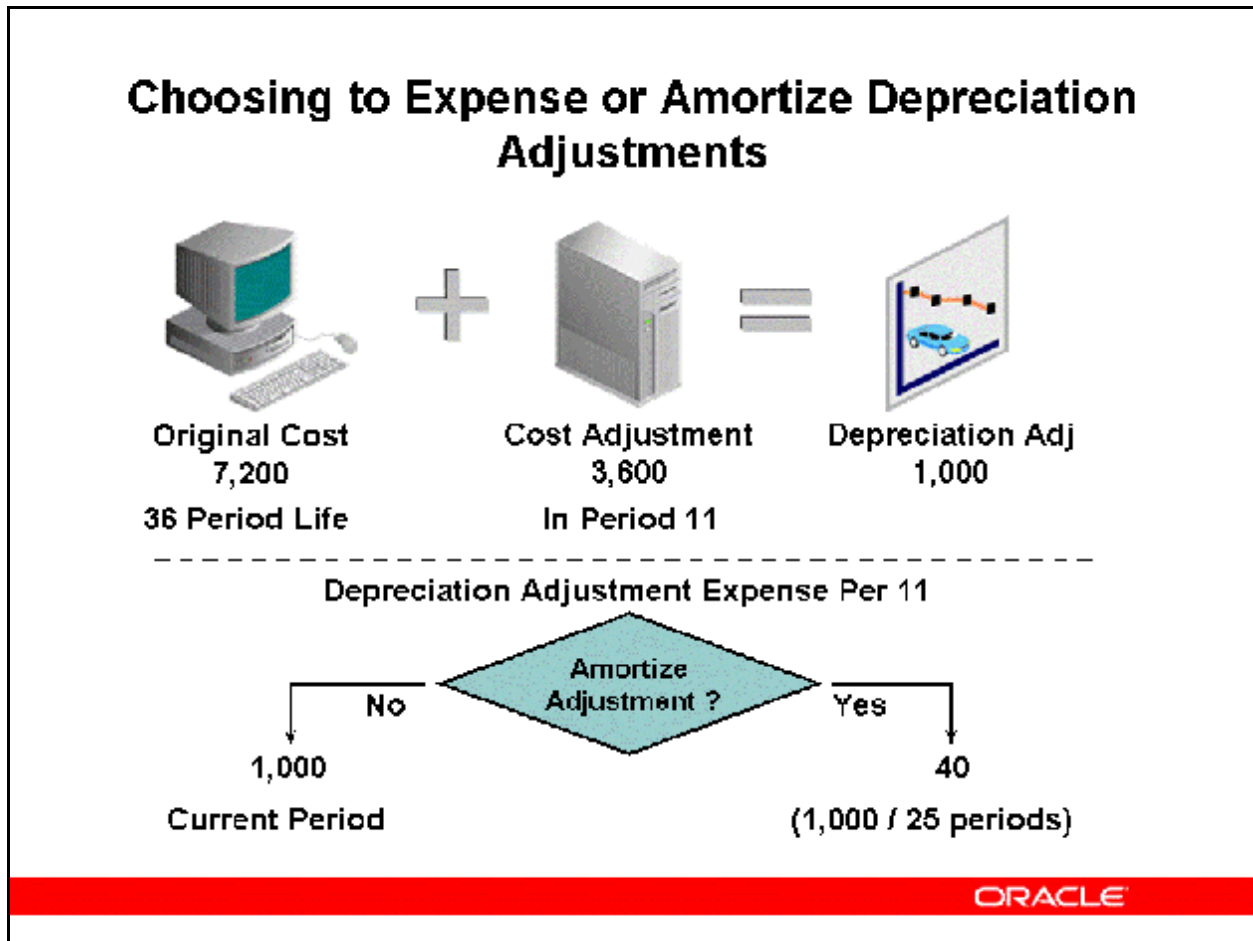 Choosing to Expense or Amortize Depreciation
Adjustments
Original Cost
7,200
36 Period Life
Cost Adjustment
3,600
In Period 11
Depreciation Adj
1,000
Depreciation Adjustment Expense Per 11
Amortize
Adjustment ?
No
Yes
1,000
Current Period
40
(1,000 / 25 periods)
ORACLE